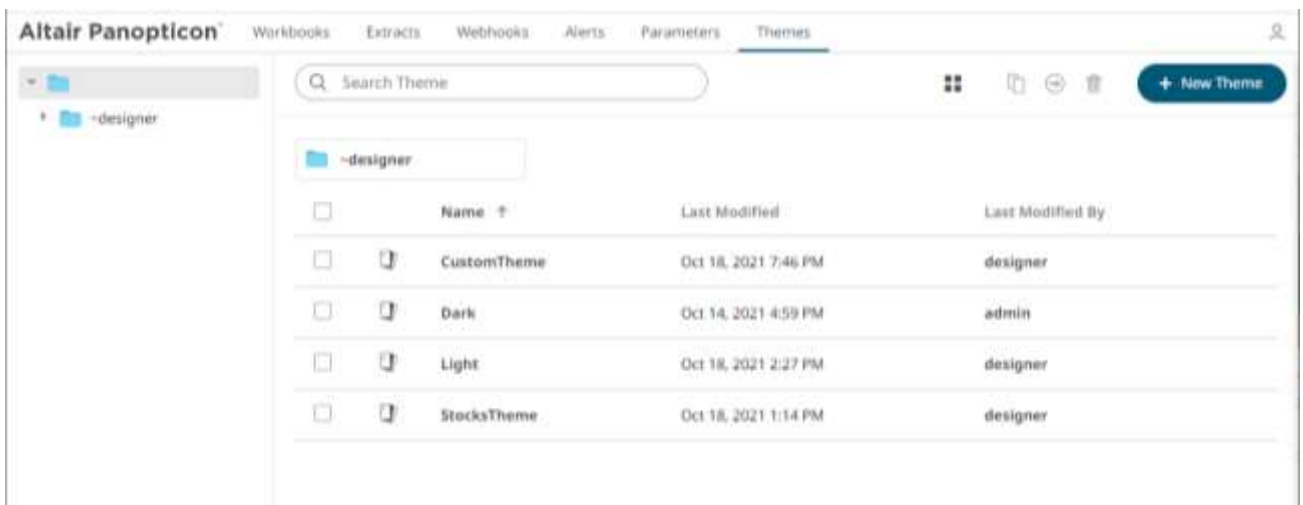 Altair Panopticon™ Workbooks Extracts Webhooks Alerts Parameters Themes
Search Theme + New Theme
~designer
~designer
Name ↑ Last Modified Last Modified By
CustomTheme Oct 18, 2021 7:46 PM designer
Dark Oct 14, 2021 4:59 PM admin
Light Oct 18, 2021 2:27 PM designer
StocksTheme Oct 18, 2021 1:14 PM designer